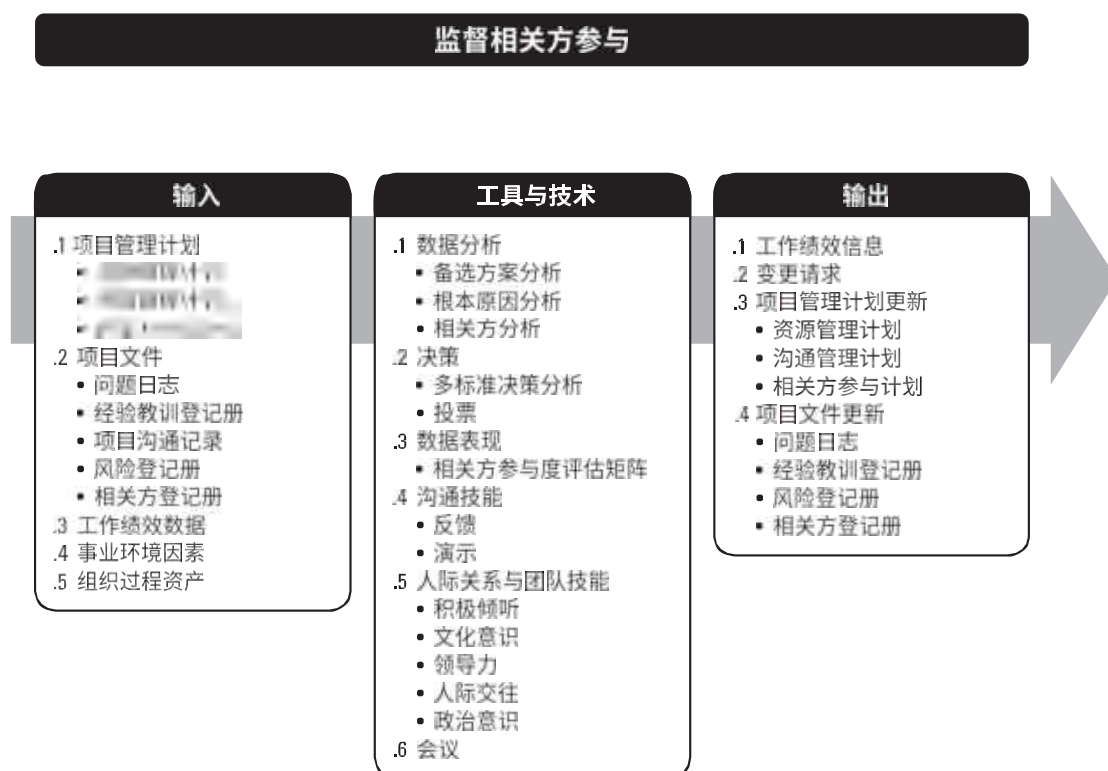 监督相关方参与
输入
.1 项目管理计划
.2 项目文件
• 问题日志
• 经验教训登记册
• 项目沟通记录
• 风险登记册
• 相关方登记册
.3 工作绩效数据
.4 事业环境因素
.5 组织过程资产
工具与技术
.1 数据分析
• 备选方案分析
• 根本原因分析
• 相关方分析
.2 决策
• 多标准决策分析
• 投票
.3 数据表现
• 相关方参与度评估矩阵
.4 沟通技能
• 反馈
• 演示
.5 人际关系与团队技能
• 积极倾听
• 文化意识
• 领导力
• 人际交往
• 政治意识
.6 会议
输出
.1 工作绩效信息
.2 变更请求
.3 项目管理计划更新
• 资源管理计划
• 沟通管理计划
• 相关方参与计划
.4 项目文件更新
• 问题日志
• 经验教训登记册
• 风险登记册
• 相关方登记册